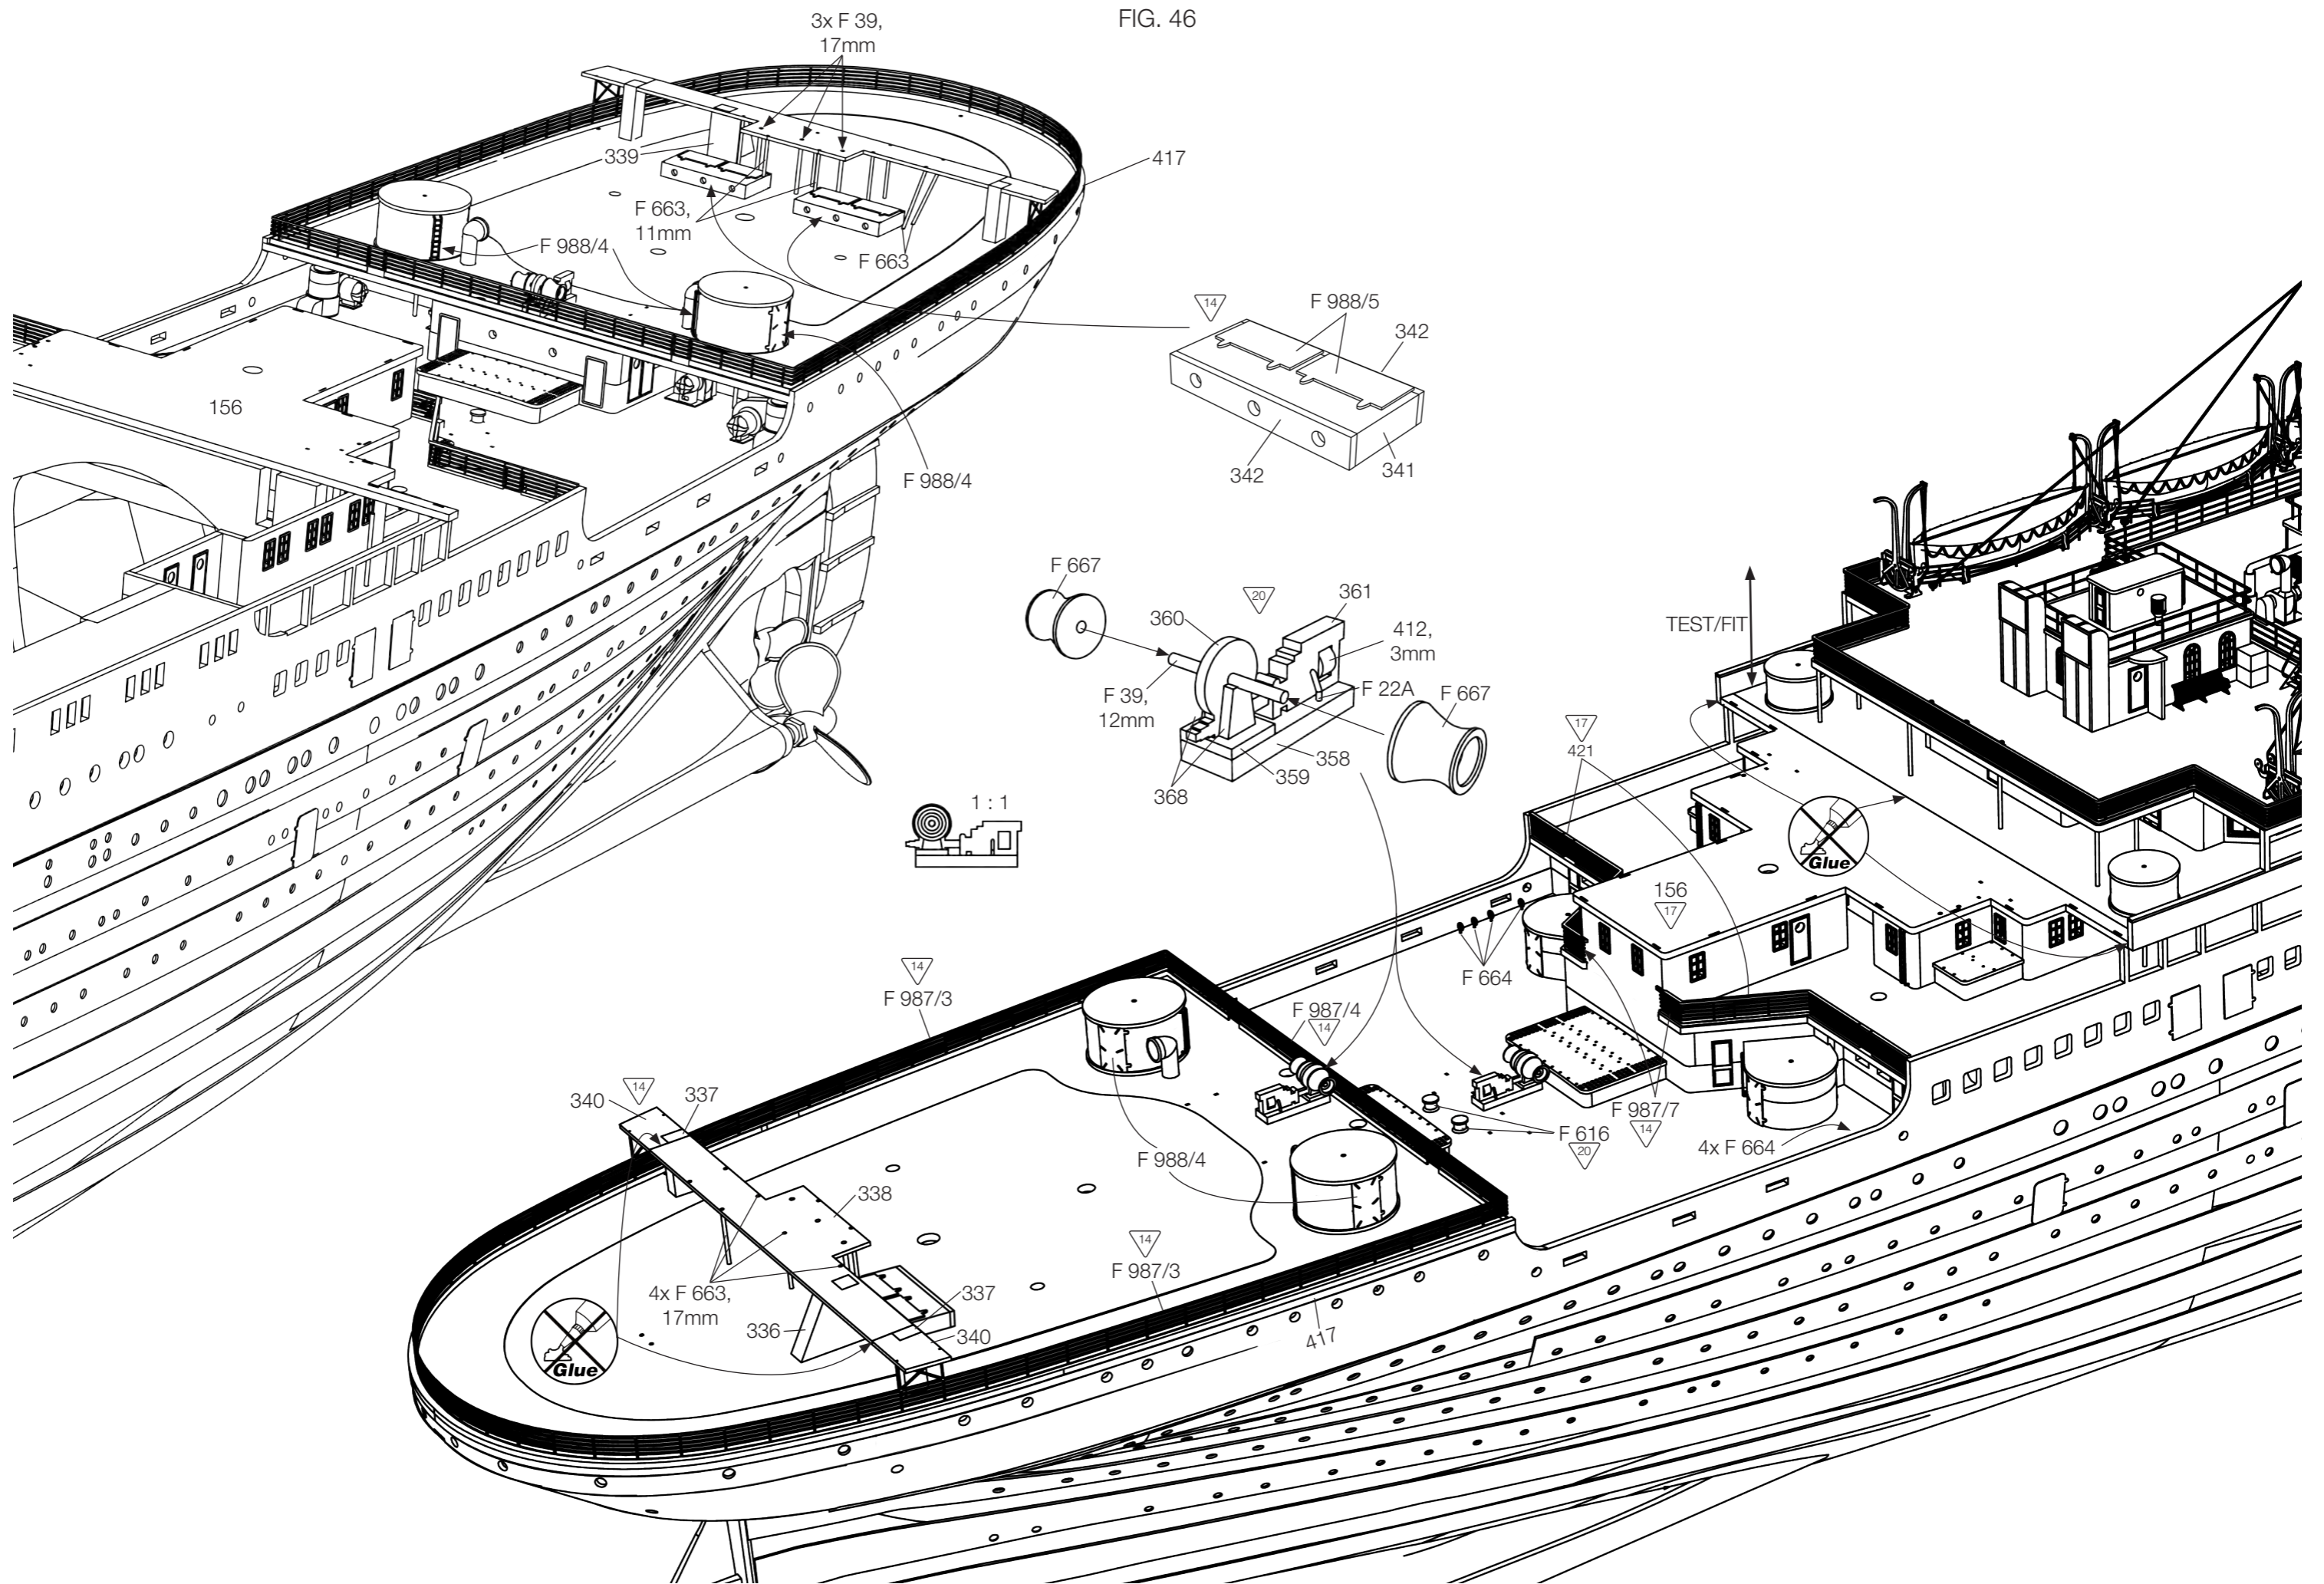 FIG. 46
3x F 39,
17mm
339
417
F 663,
11mm
F 988/4
F 663
14
F 988/5
342
156
F 988/4
342
341
F 667
20
361
360
412,
3mm
TEST/FIT
F 39,
12mm
F 22A
F 667
17
421
358
359
368
1 : 1
Glue
156
17
14
F 987/3
F 664
F 987/4
14
14
337
340
F 987/7
14
F 616
20
4x F 664
F 988/4
338
14
F 987/3
4x F 663,
17mm
337
336
340
417
Glue